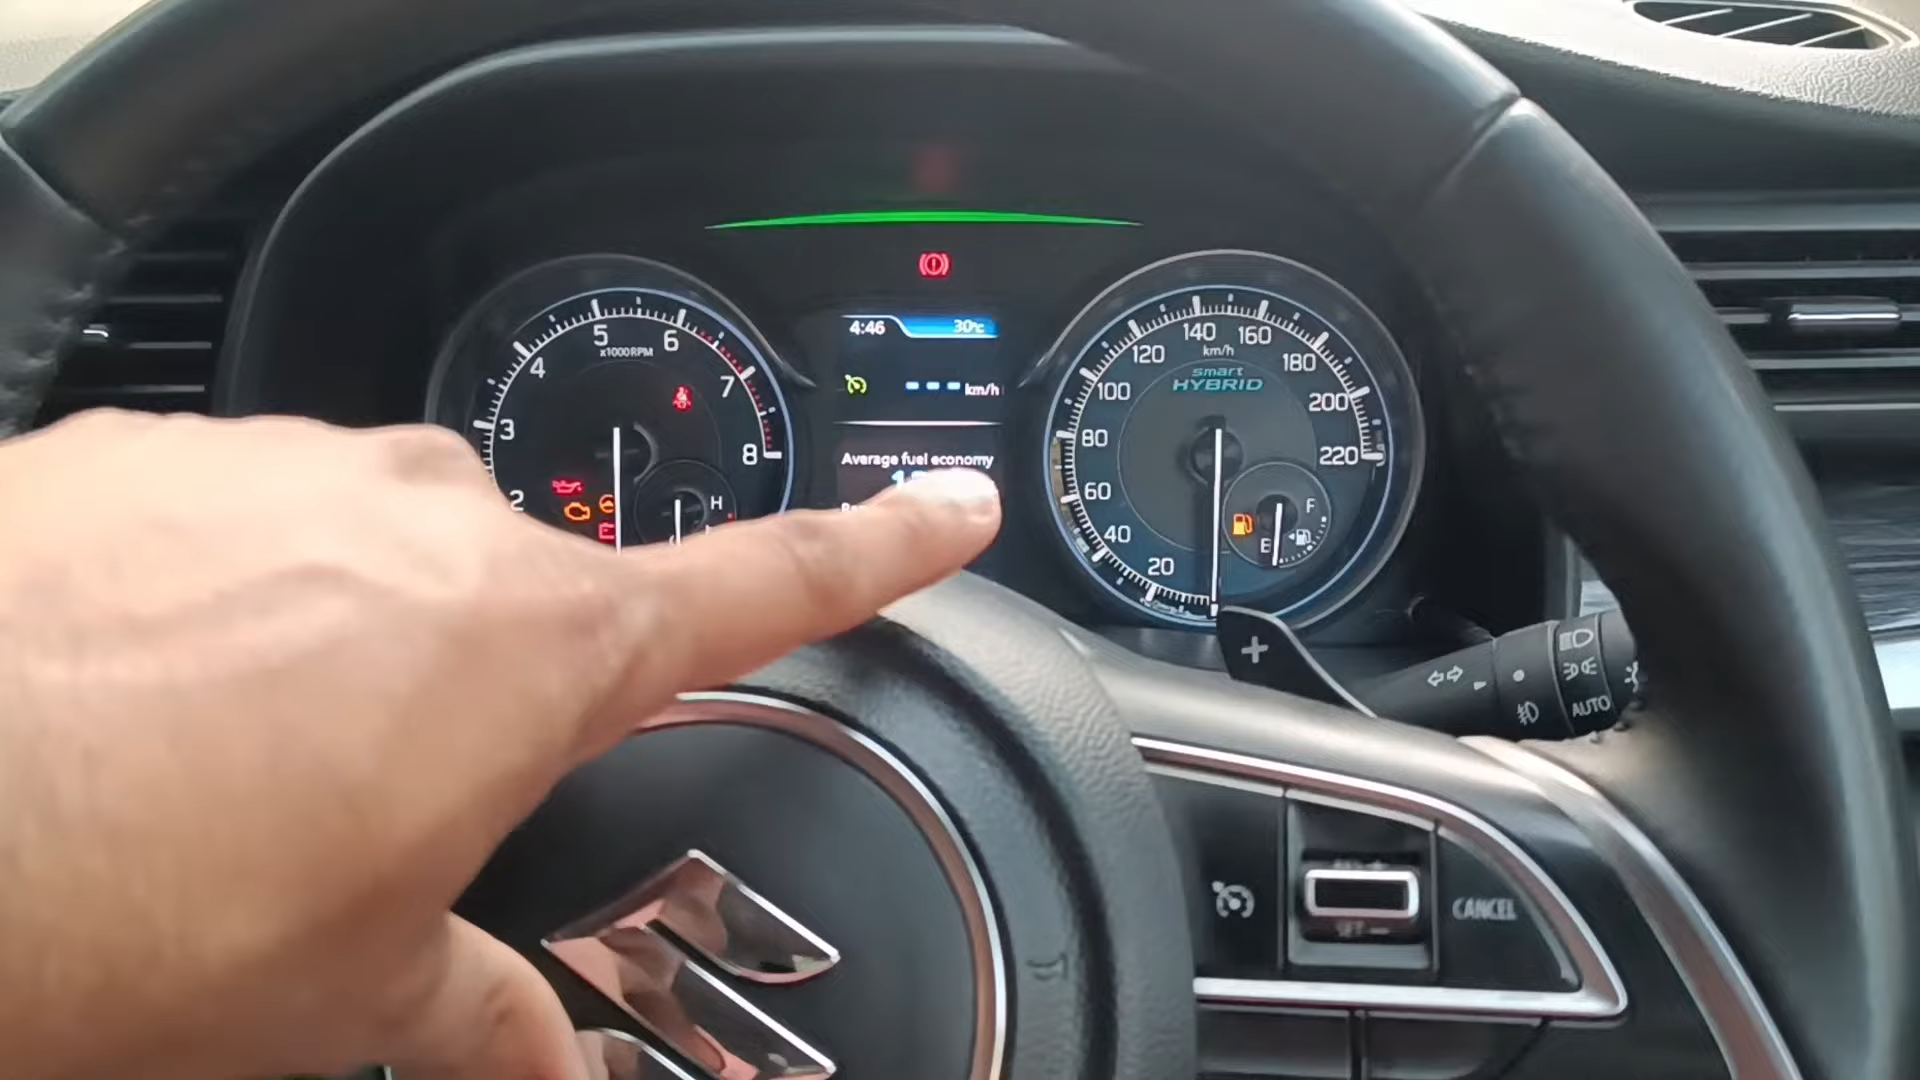 4:46 30°C
km/h
Average fuel economy
x1000RPM
2
3
4
5
6
7
8
H
km/h
smart
HYBRID
20
40
60
80
100
120
140
160
180
200
220
F
E
+
AUTO
CANCEL
SET –